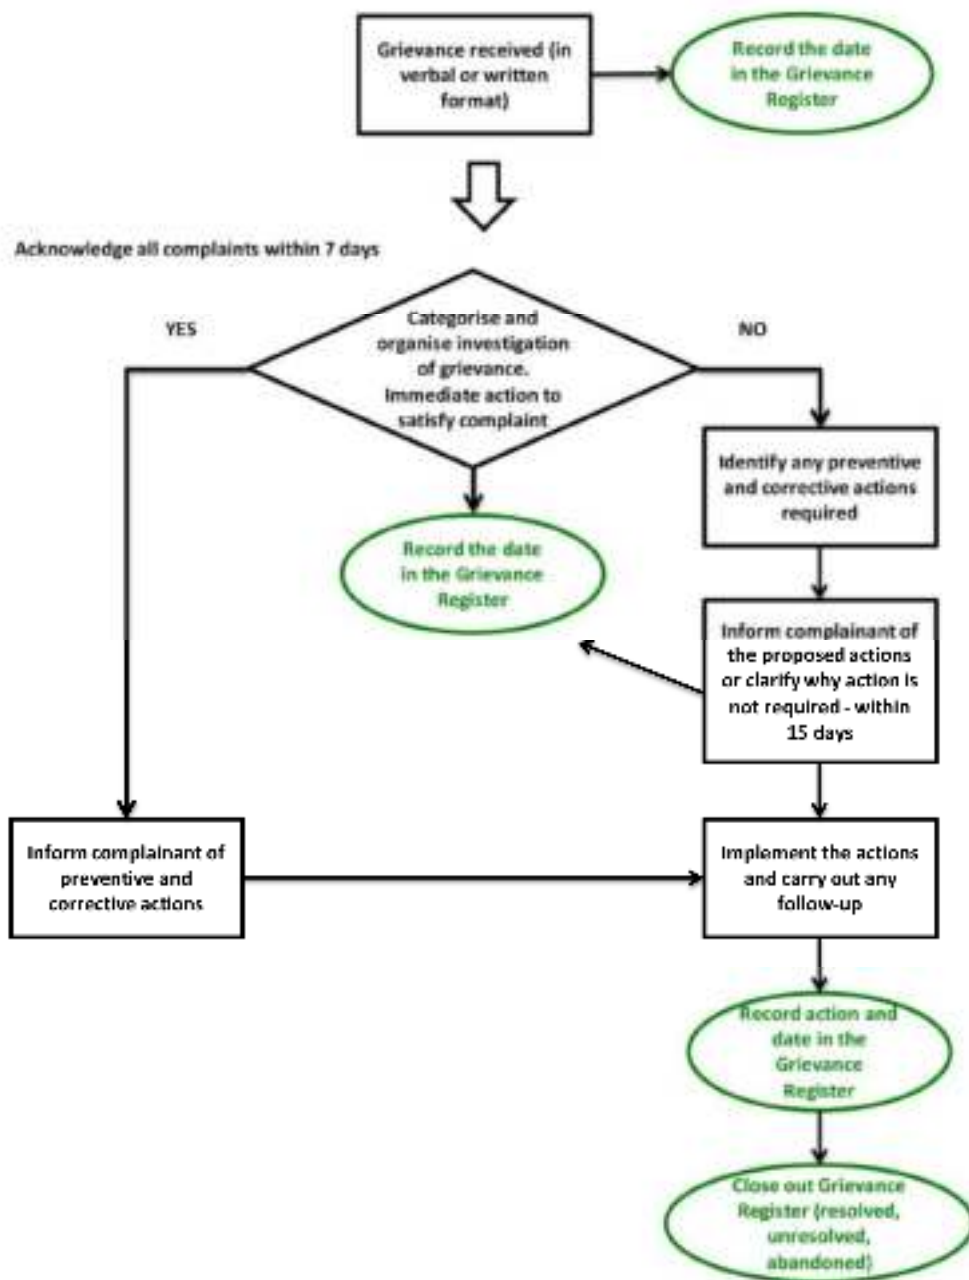 Grievance received (in
verbal or written
format)
Record the date
in the Grievance
Register
Acknowledge all complaints within 7 days
YES
Categorise and
organise investigation
of grievance.
Immediate action to
satisfy complaint
NO
Identify any preventive
and corrective actions
required
Record the date
in the Grievance
Register
Inform complainant of
the proposed actions
or clarify why action is
not required - within
15 days
Inform complainant of
preventive and
corrective actions
Implement the actions
and carry out any
follow-up
Record action and
date in the
Grievance
Register
Close out Grievance
Register (resolved,
unresolved,
abandoned)